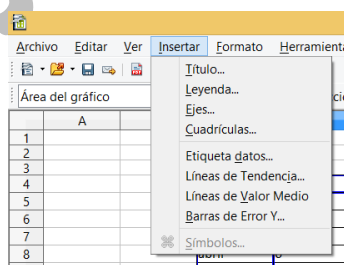 Archivo Editar Ver Insertar Formato Herramienta
Área del gráfico
Título...
Leyenda...
Ejes...
Cuadrículas...
Etiqueta datos...
Líneas de Tendencia...
Líneas de Valor Medio
Barras de Error Y...
Símbolos...
A
1
2
3
4
5
6
7
8
abril